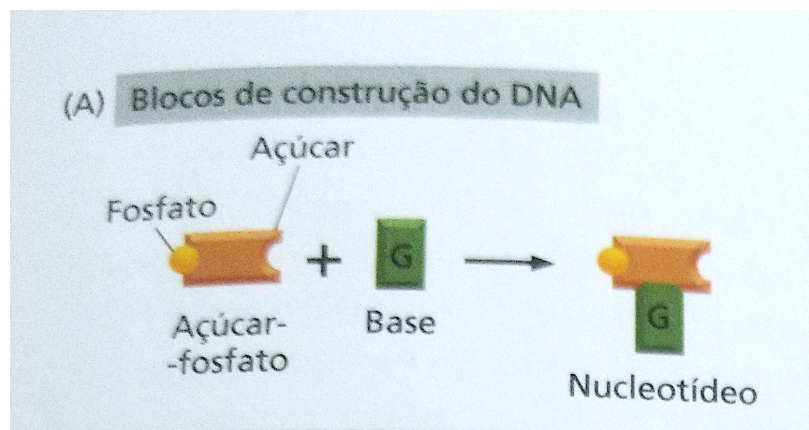 (A) Blocos de construção do DNA
Açúcar
Fosfato
+
G
G
Açúcar-
-fosfato
Base
Nucleotídeo